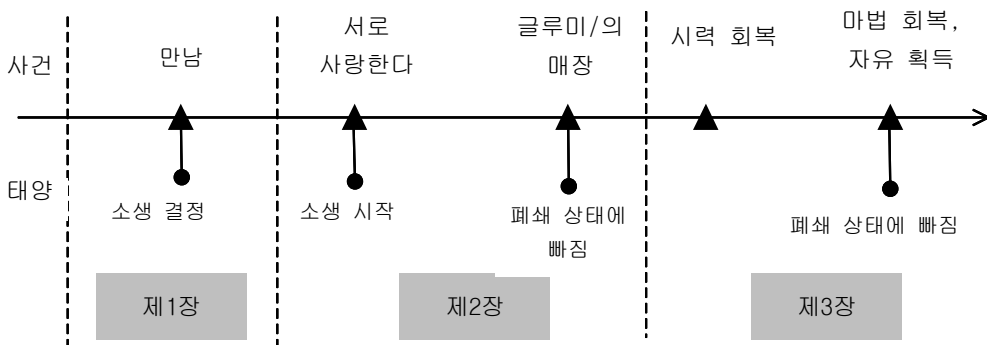 사건
만남
서로
사랑한다
글루미/의
매장
시력 회복
마법 회복,
자유 획득
태양
소생 결정
소생 시작
폐쇄 상태에
빠짐
폐쇄 상태에 빠짐
제1장
제2장
제3장